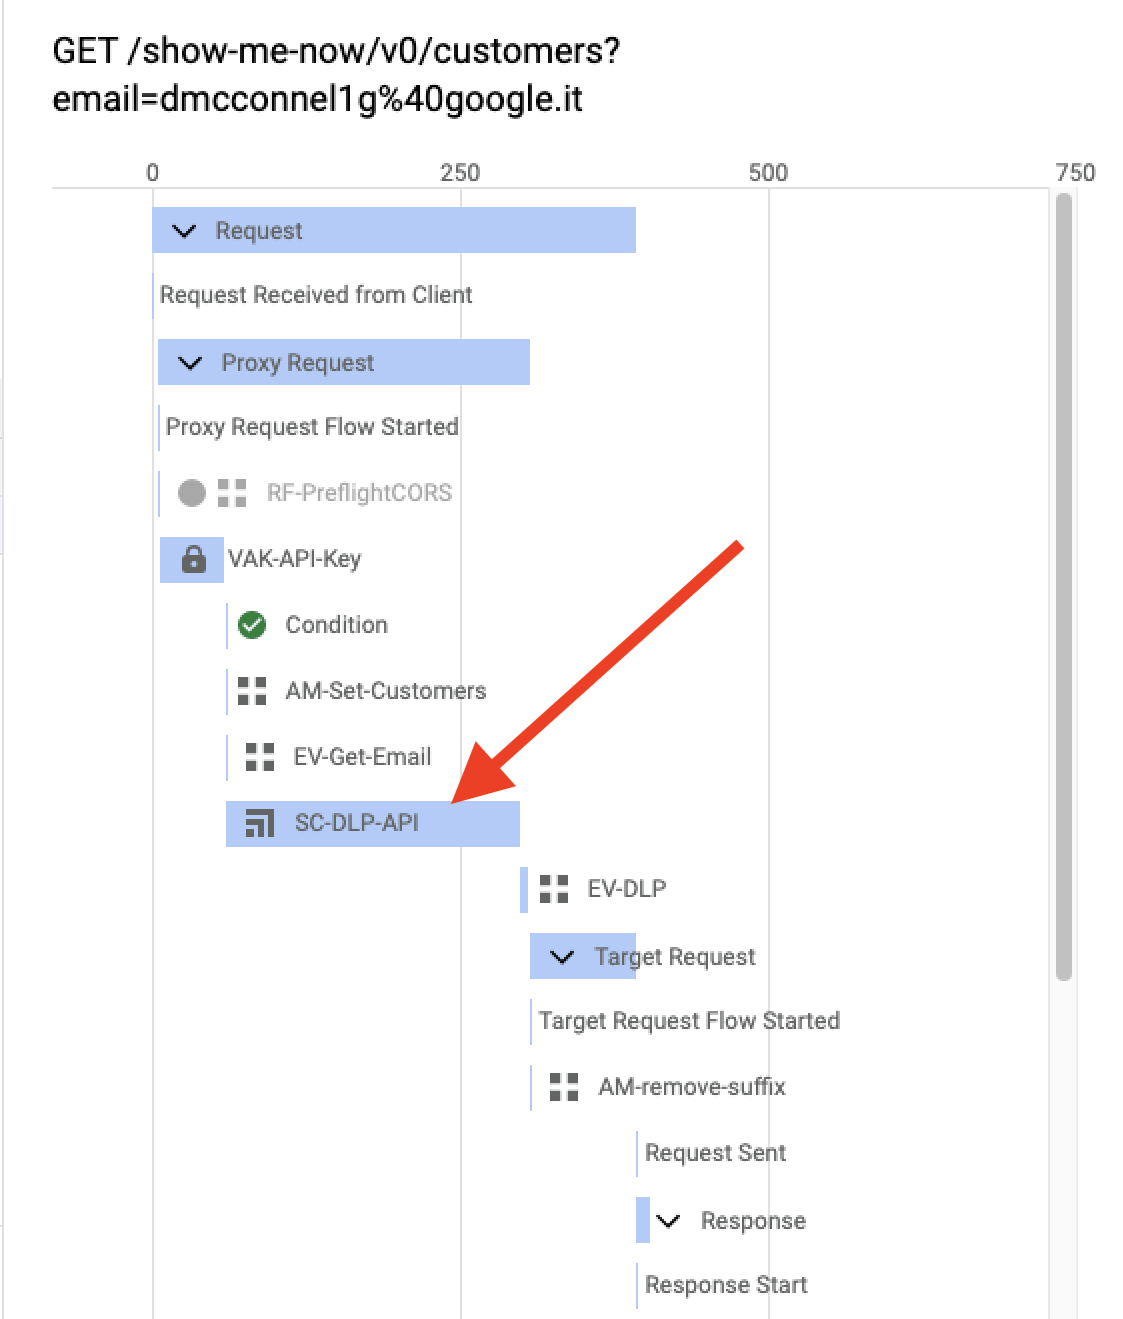 GET /show-me-now/v0/customers?
email=dmcconnel1g%40google.it
0 250 500 750
Request
Request Received from Client
Proxy Request
Proxy Request Flow Started
RF-PreflightCORS
VAK-API-Key
Condition
AM-Set-Customers
EV-Get-Email
SC-DLP-API
EV-DLP
Target Request
Target Request Flow Started
AM-remove-suffix
Request Sent
Response
Response Start